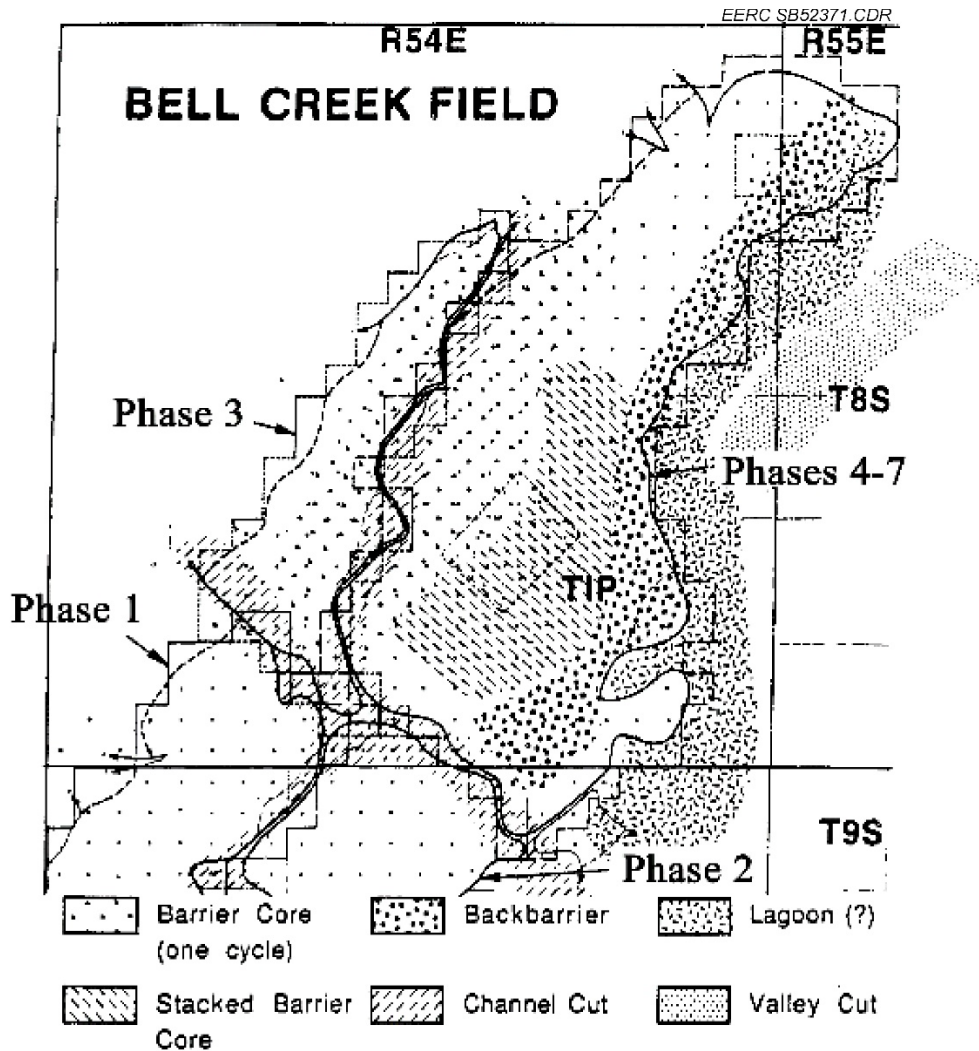 EERC SB52371.CDR
R54E
R55E
BELL CREEK FIELD
Phase 3
T8S
Phases 4-7
TIP
Phase 1
T9S
Phase 2
Barrier Core
(one cycle)
Backbarrier
Lagoon (?)
Stacked Barrier
Core
Channel Cut
Valley Cut